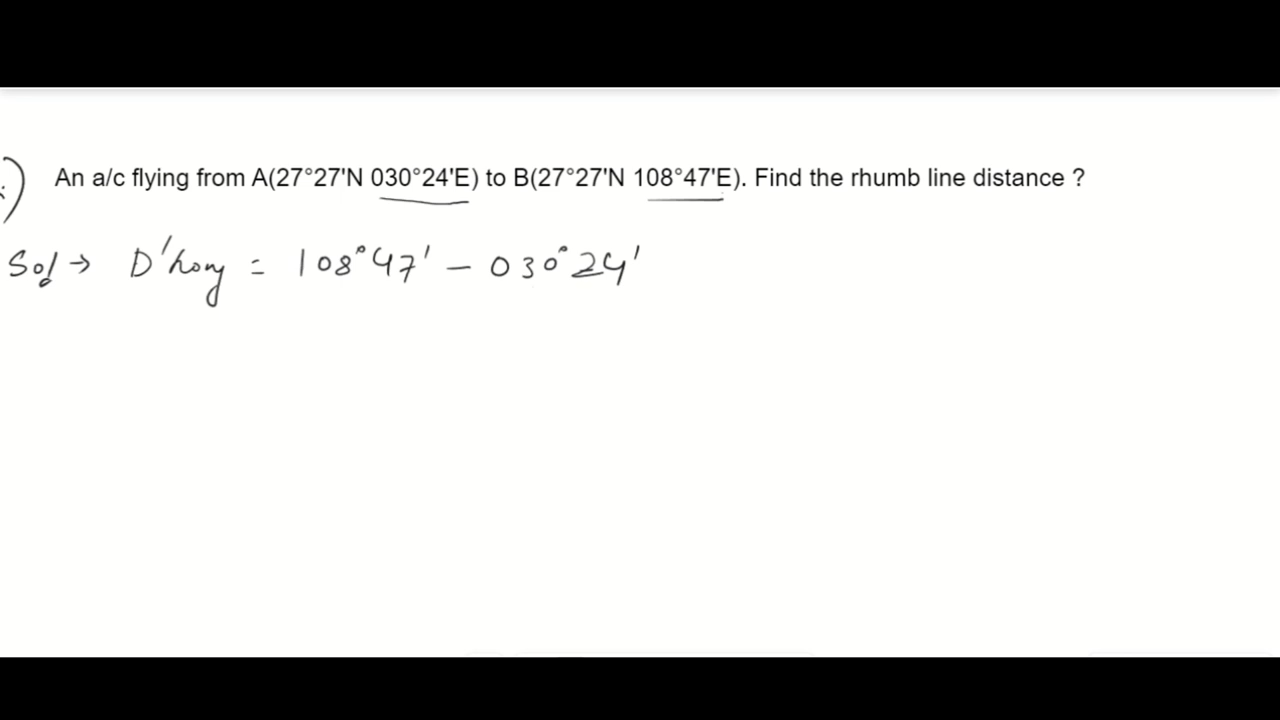 An a/c flying from A(27°27'N 030°24'E) to B(27°27'N 108°47'E). Find the rhumb line distance ?
Sol → D'long = 108°47' - 030°24'